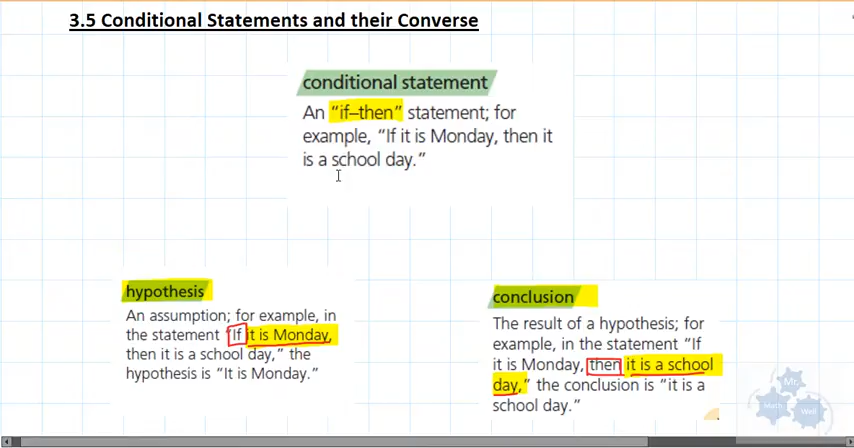 3.5 Conditional Statements and their Converse
conditional statement
An “if–then” statement; for
example, “If it is Monday, then it
is a school day.”
hypothesis
An assumption; for example, in
the statement “If it is Monday,
then it is a school day,” the
hypothesis is “It is Monday.”
conclusion
The result of a hypothesis; for
example, in the statement “If
it is Monday, then it is a school
day,” the conclusion is “it is a
school day.”
Mr.
Math
Well